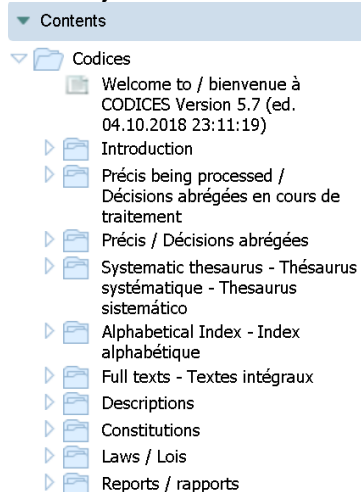 Contents
Codices
Welcome to / bienvenue à
CODICES Version 5.7 (ed.
04.10.2018 23:11:19)
Introduction
Précis being processed /
Décisions abrégées en cours de
traitement
Précis / Décisions abrégées
Systematic thesaurus - Thésaurus
systématique - Thesaurus
sistemático
Alphabetical Index - Index
alphabétique
Full texts - Textes intégraux
Descriptions
Constitutions
Laws / Lois
Reports / rapports